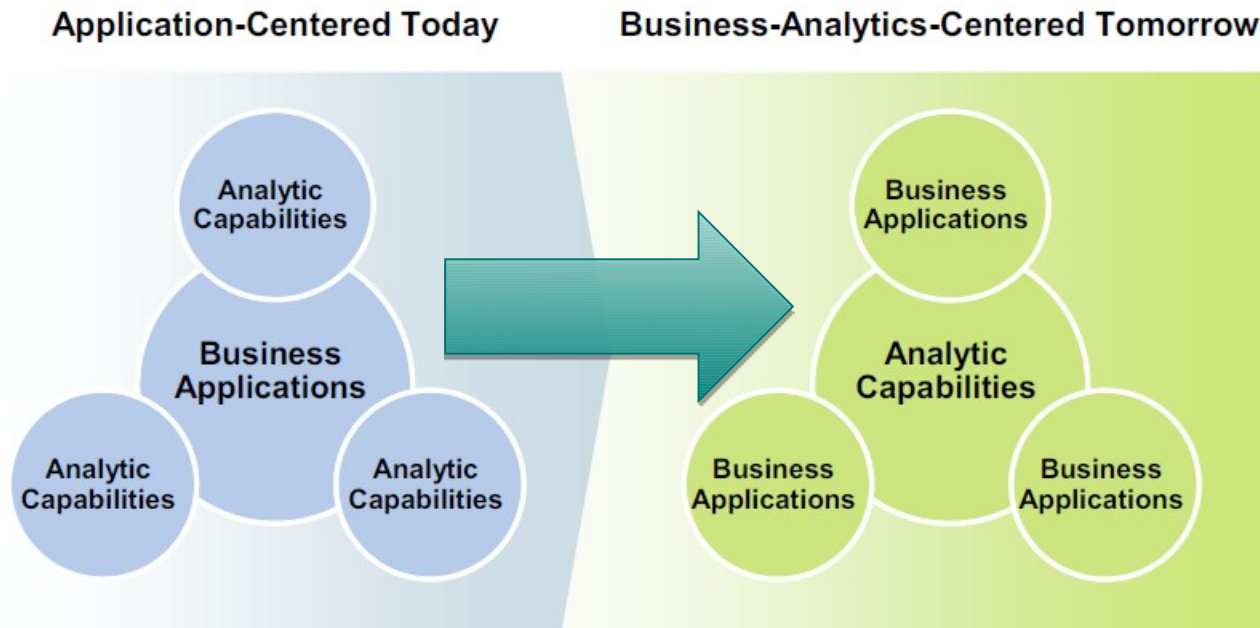 Application-Centered Today
Business-Analytics-Centered Tomorrow
Analytic
Capabilities
Business
Applications
Analytic
Capabilities
Analytic
Capabilities
Business
Applications
Analytic
Capabilities
Business
Applications
Business
Applications